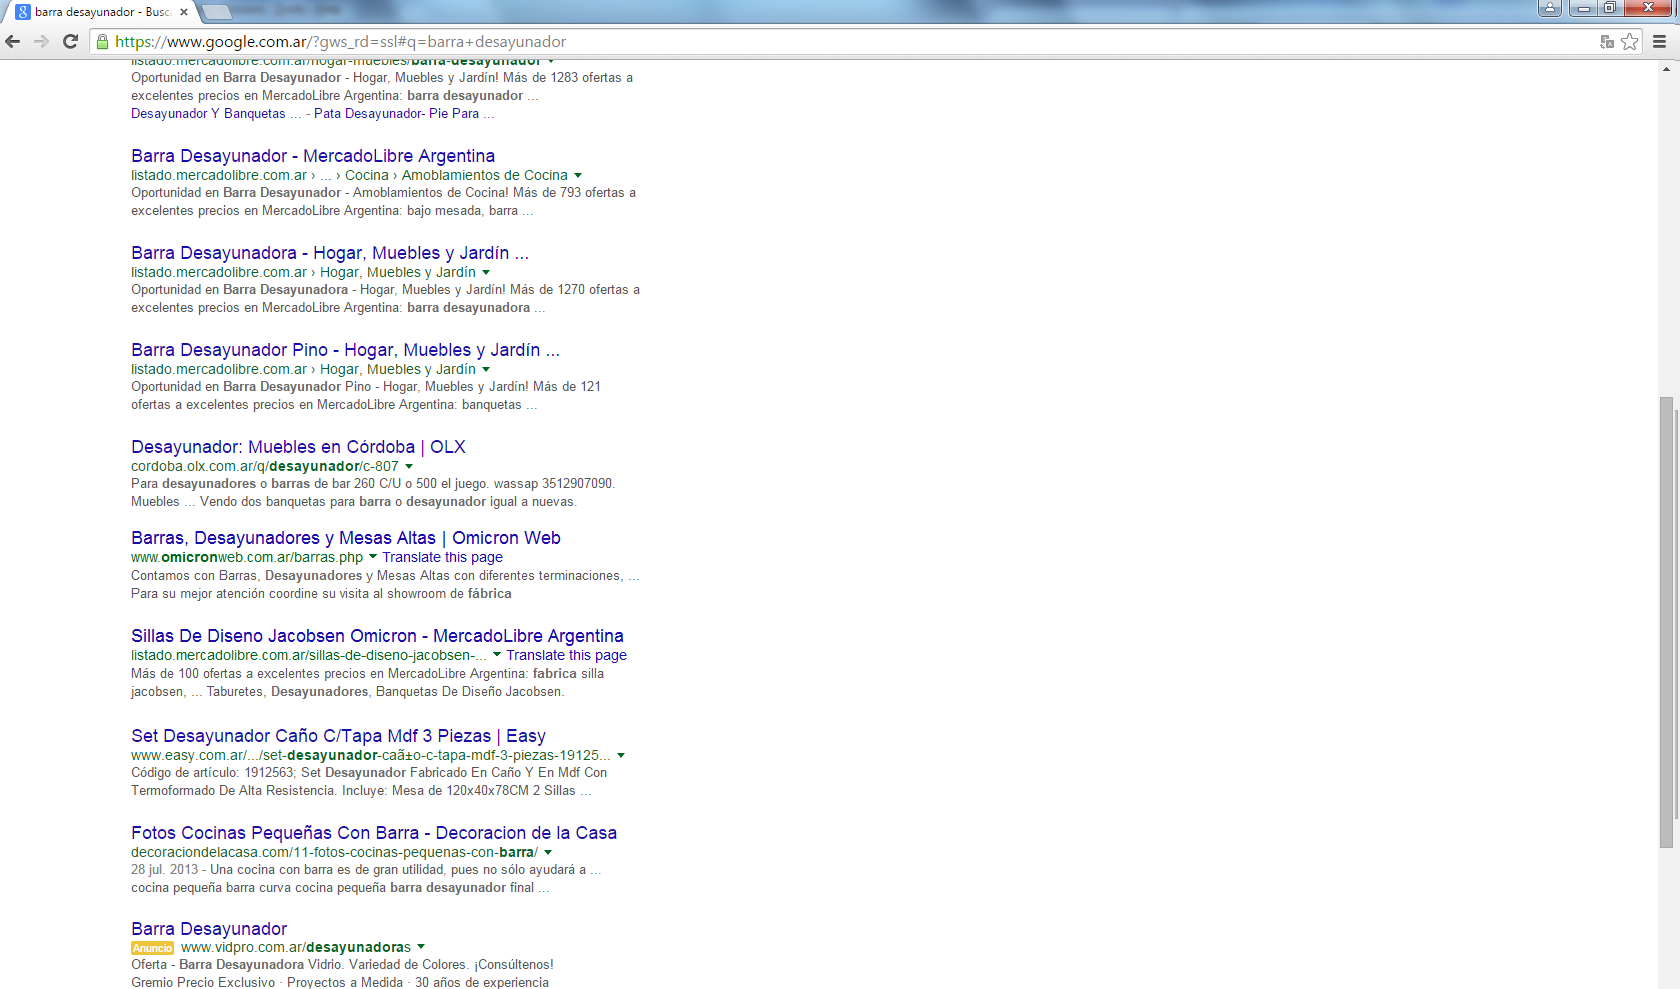 barra desayunador - Busc
https://www.google.com.ar/?gws_rd=ssl#q=barra+desayunador
listado.mercadolibre.com.ar/hogar-muebles/barra-desayunador
Oportunidad en Barra Desayunador - Hogar, Muebles y Jardín! Más de 1283 ofertas a
excelentes precios en MercadoLibre Argentina: barra desayunador ...
Desayunador Y Banquetas ... - Pata Desayunador- Pie Para ...
Barra Desayunador - MercadoLibre Argentina
listado.mercadolibre.com.ar › ... › Cocina › Amoblamientos de Cocina
Oportunidad en Barra Desayunador - Amoblamientos de Cocina! Más de 793 ofertas a
excelentes precios en MercadoLibre Argentina: bajo mesada, barra ...
Barra Desayunadora - Hogar, Muebles y Jardín ...
listado.mercadolibre.com.ar › Hogar, Muebles y Jardín
Oportunidad en Barra Desayunadora - Hogar, Muebles y Jardín! Más de 1270 ofertas a
excelentes precios en MercadoLibre Argentina: barra desayunadora ...
Barra Desayunador Pino - Hogar, Muebles y Jardín ...
listado.mercadolibre.com.ar › Hogar, Muebles y Jardín
Oportunidad en Barra Desayunador Pino - Hogar, Muebles y Jardín! Más de 121
ofertas a excelentes precios en MercadoLibre Argentina: banquetas ...
Desayunador: Muebles en Córdoba | OLX
cordoba.olx.com.ar/q/desayunador/c-807
Para desayunadores o barras de bar 260 C/U o 500 el juego. wassap 3512907090.
Muebles ... Vendo dos banquetas para barra o desayunador igual a nuevas.
Barras, Desayunadores y Mesas Altas | Omicron Web
www.omicronweb.com.ar/barras.php Translate this page
Contamos con Barras, Desayunadores y Mesas Altas con diferentes terminaciones, ...
Para su mejor atención coordine su visita al showroom de fábrica
Sillas De Diseno Jacobsen Omicron - MercadoLibre Argentina
listado.mercadolibre.com.ar/sillas-de-diseno-jacobsen-... Translate this page
Más de 100 ofertas a excelentes precios en MercadoLibre Argentina: fabrica silla
jacobsen, ... Taburetes, Desayunadores, Banquetas De Diseño Jacobsen.
Set Desayunador Caño C/Tapa Mdf 3 Piezas | Easy
www.easy.com.ar/.../set-desayunador-caã±o-c-tapa-mdf-3-piezas-19125...
Código de artículo: 1912563; Set Desayunador Fabricado En Caño Y En Mdf Con
Termoformado De Alta Resistencia. Incluye: Mesa de 120x40x78CM 2 Sillas ...
Fotos Cocinas Pequeñas Con Barra - Decoracion de la Casa
decoraciondelacasa.com/11-fotos-cocinas-pequenas-con-barra/
28 jul. 2013 - Una cocina con barra es de gran utilidad, pues no sólo ayudará a ...
cocina pequeña barra curva cocina pequeña barra desayunador final ...
Barra Desayunador
Anuncio www.vidpro.com.ar/desayunadoras
Oferta - Barra Desayunadora Vidrio. Variedad de Colores. ¡Consúltenos!
Gremio Precio Exclusivo · Proyectos a Medida · 30 años de experiencia